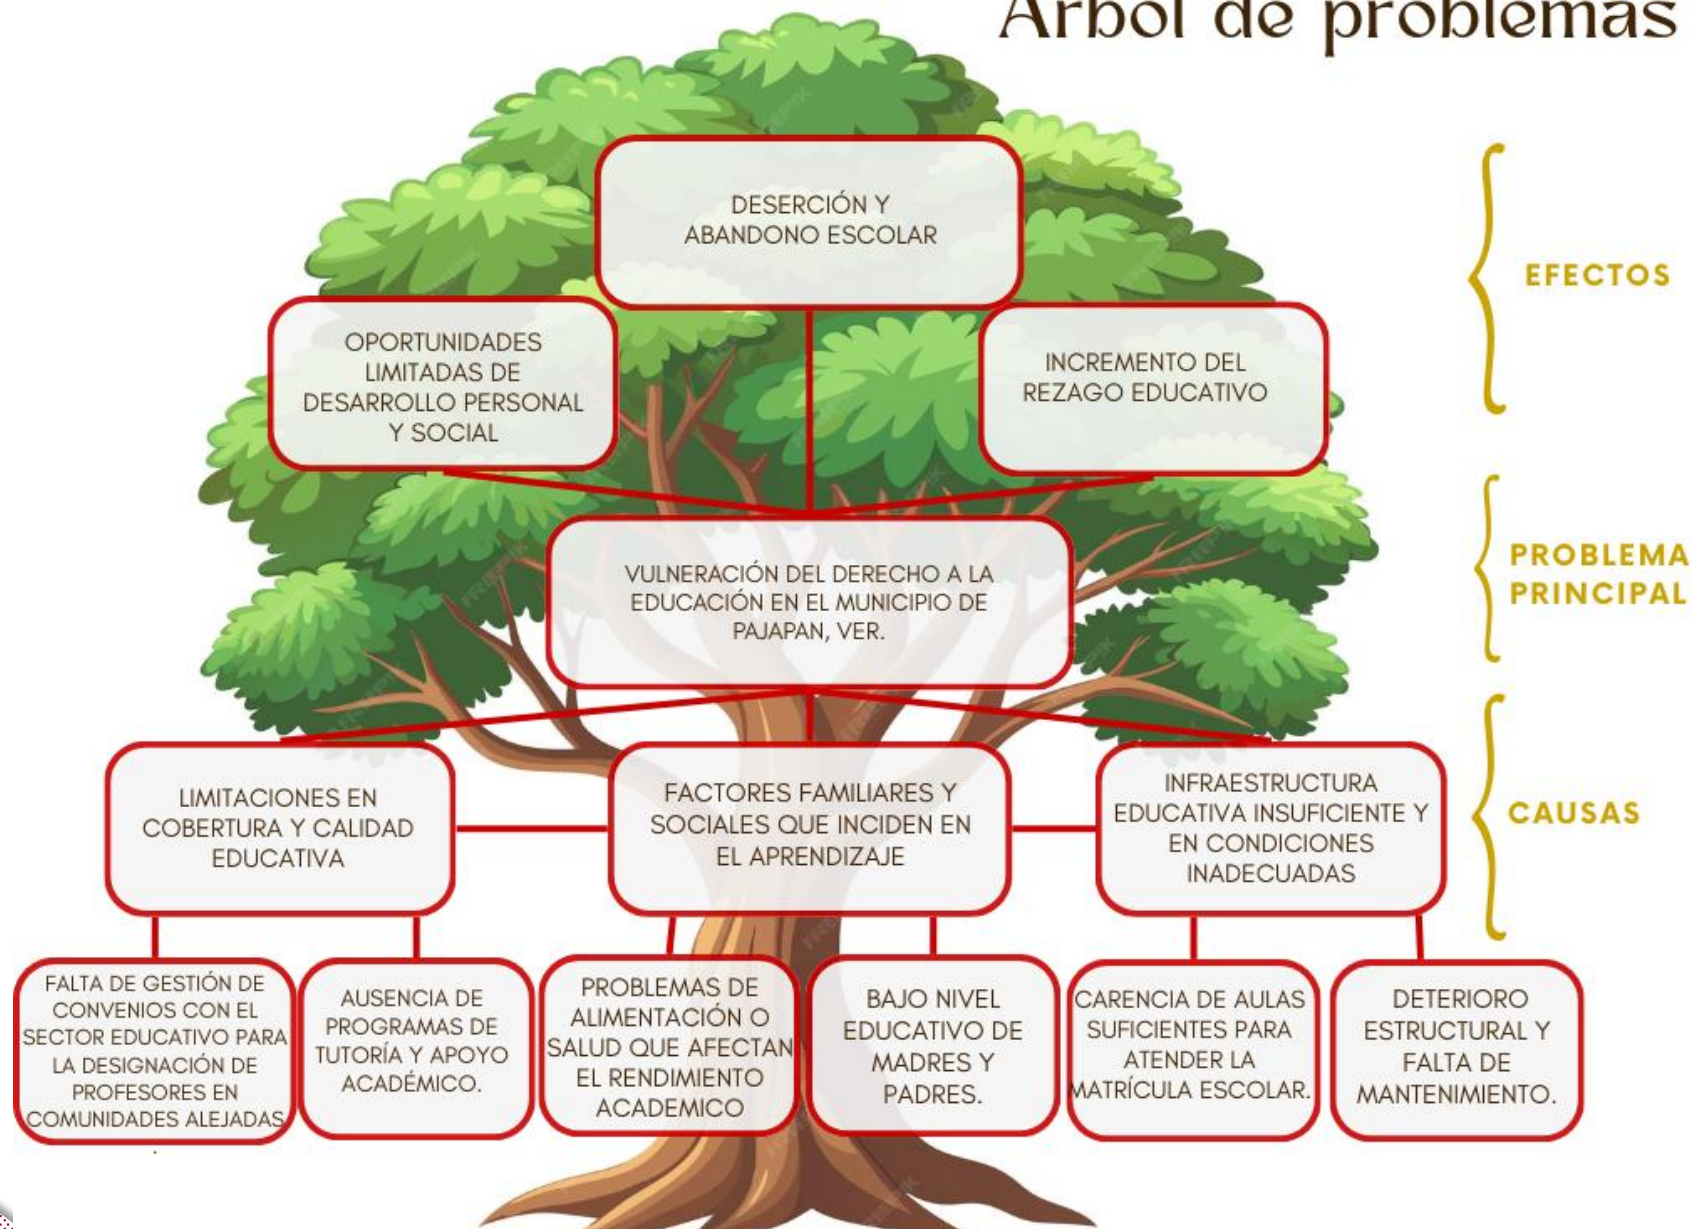 Árbol de problemas
DESERCIÓN Y
ABANDONO ESCOLAR
EFECTOS
OPORTUNIDADES
LIMITADAS DE
DESARROLLO PERSONAL
Y SOCIAL
INCREMENTO DEL
REZAGO EDUCATIVO
VULNERACIÓN DEL DERECHO A LA
EDUCACIÓN EN EL MUNICIPIO DE
PAJAPAN, VER.
PROBLEMA
PRINCIPAL
LIMITACIONES EN
COBERTURA Y CALIDAD
EDUCATIVA
FACTORES FAMILIARES Y
SOCIALES QUE INCIDEN EN
EL APRENDIZAJE
INFRAESTRUCTURA
EDUCATIVA INSUFICIENTE Y
EN CONDICIONES
INADECUADAS
CAUSAS
FALTA DE GESTIÓN DE
CONVENIOS CON EL
SECTOR EDUCATIVO PARA
LA DESIGNACIÓN DE
PROFESORES EN
COMUNIDADES ALEJADAS
.
AUSENCIA DE
PROGRAMAS DE
TUTORÍA Y APOYO
ACADÉMICO.
PROBLEMAS DE
ALIMENTACIÓN O
SALUD QUE AFECTAN
EL RENDIMIENTO
ACADEMICO
BAJO NIVEL
EDUCATIVO DE
MADRES Y
PADRES.
CARENCIA DE AULAS
SUFICIENTES PARA
ATENDER LA
MATRÍCULA ESCOLAR.
DETERIORO
ESTRUCTURAL Y
FALTA DE
MANTENIMIENTO.